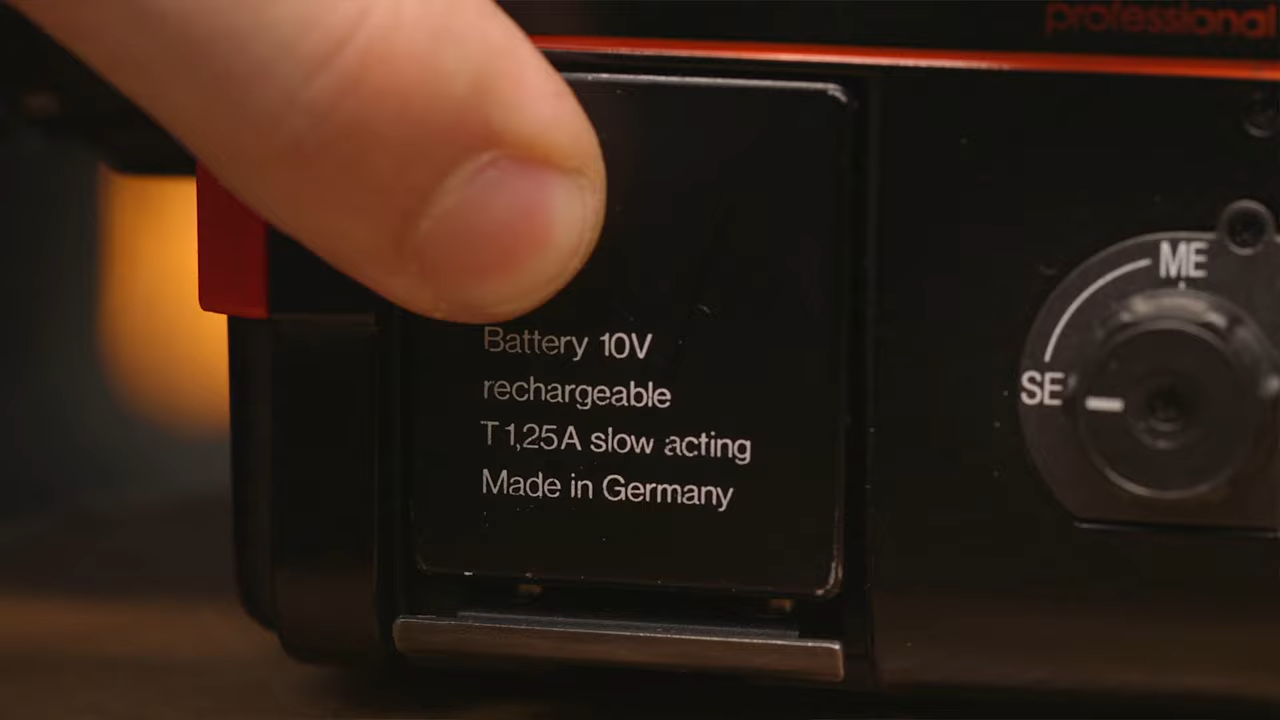 professional
Battery 10V
rechargeable
T 1,25A slow acting
Made in Germany
ME
SE